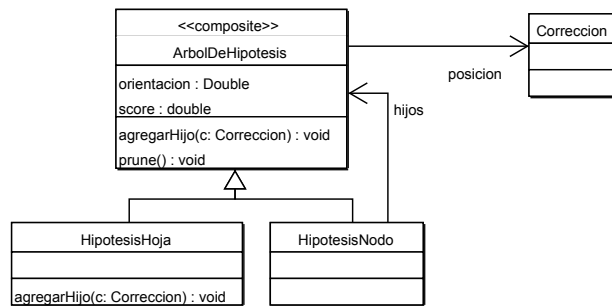 <<composite>>
ArbolDeHipotesis
orientacion : Double
score : double
agregarHijo(c: Correccion) : void
prune() : void
Correccion
posicion
hijos
HipotesisHoja
agregarHijo(c: Correccion) : void
HipotesisNodo